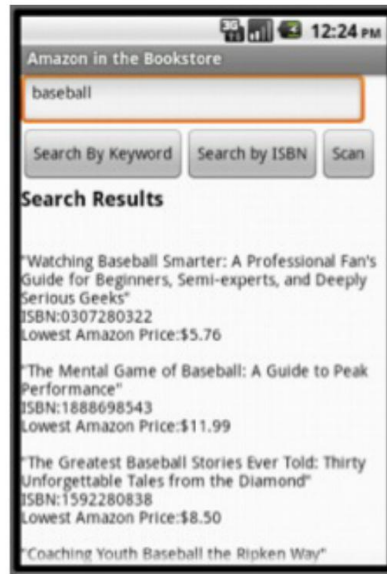 3G
12:24 PM
Amazon in the Bookstore
baseball
Search By Keyword
Search by ISBN
Scan
Search Results
"Watching Baseball Smarter: A Professional Fan's
Guide for Beginners, Semi-experts, and Deeply
Serious Geeks"
ISBN:0307280322
Lowest Amazon Price:$5.76
"The Mental Game of Baseball: A Guide to Peak
Performance"
ISBN:1888698543
Lowest Amazon Price:$11.99
"The Greatest Baseball Stories Ever Told: Thirty
Unforgettable Tales from the Diamond"
ISBN:1592280838
Lowest Amazon Price:$8.50
"Coaching Youth Baseball the Ripken Way"